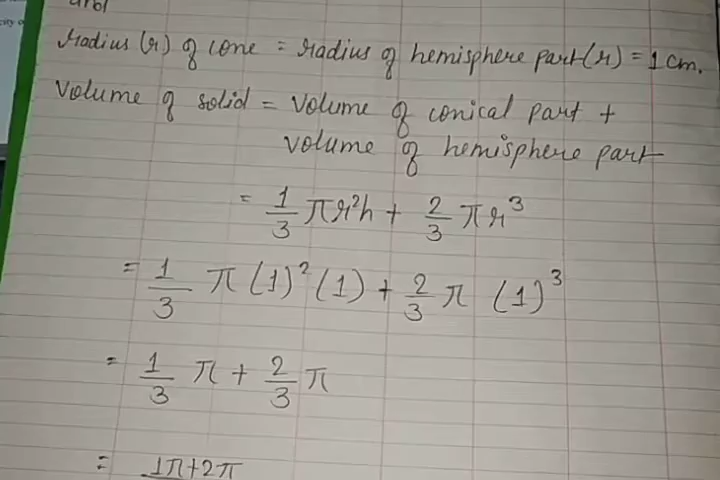 Radius (r) of cone = radius of hemisphere part(r) = 1 cm.
Volume of solid = Volume of conical part +
Volume of hemisphere part
= 1/3 πr²h + 2/3 πr³
= 1/3 π (1)² (1) + 2/3 π (1)³
= 1/3 π + 2/3 π
= 1π+2π